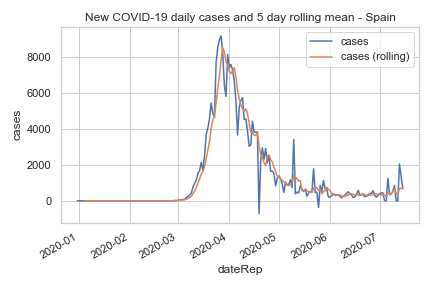 New COVID-19 daily cases and 5 day rolling mean - Spain
cases
cases (rolling)
8000
6000
4000
2000
0
cases
2020-01
2020-02
2020-03
2020-04
2020-05
2020-06
2020-07
dateRep